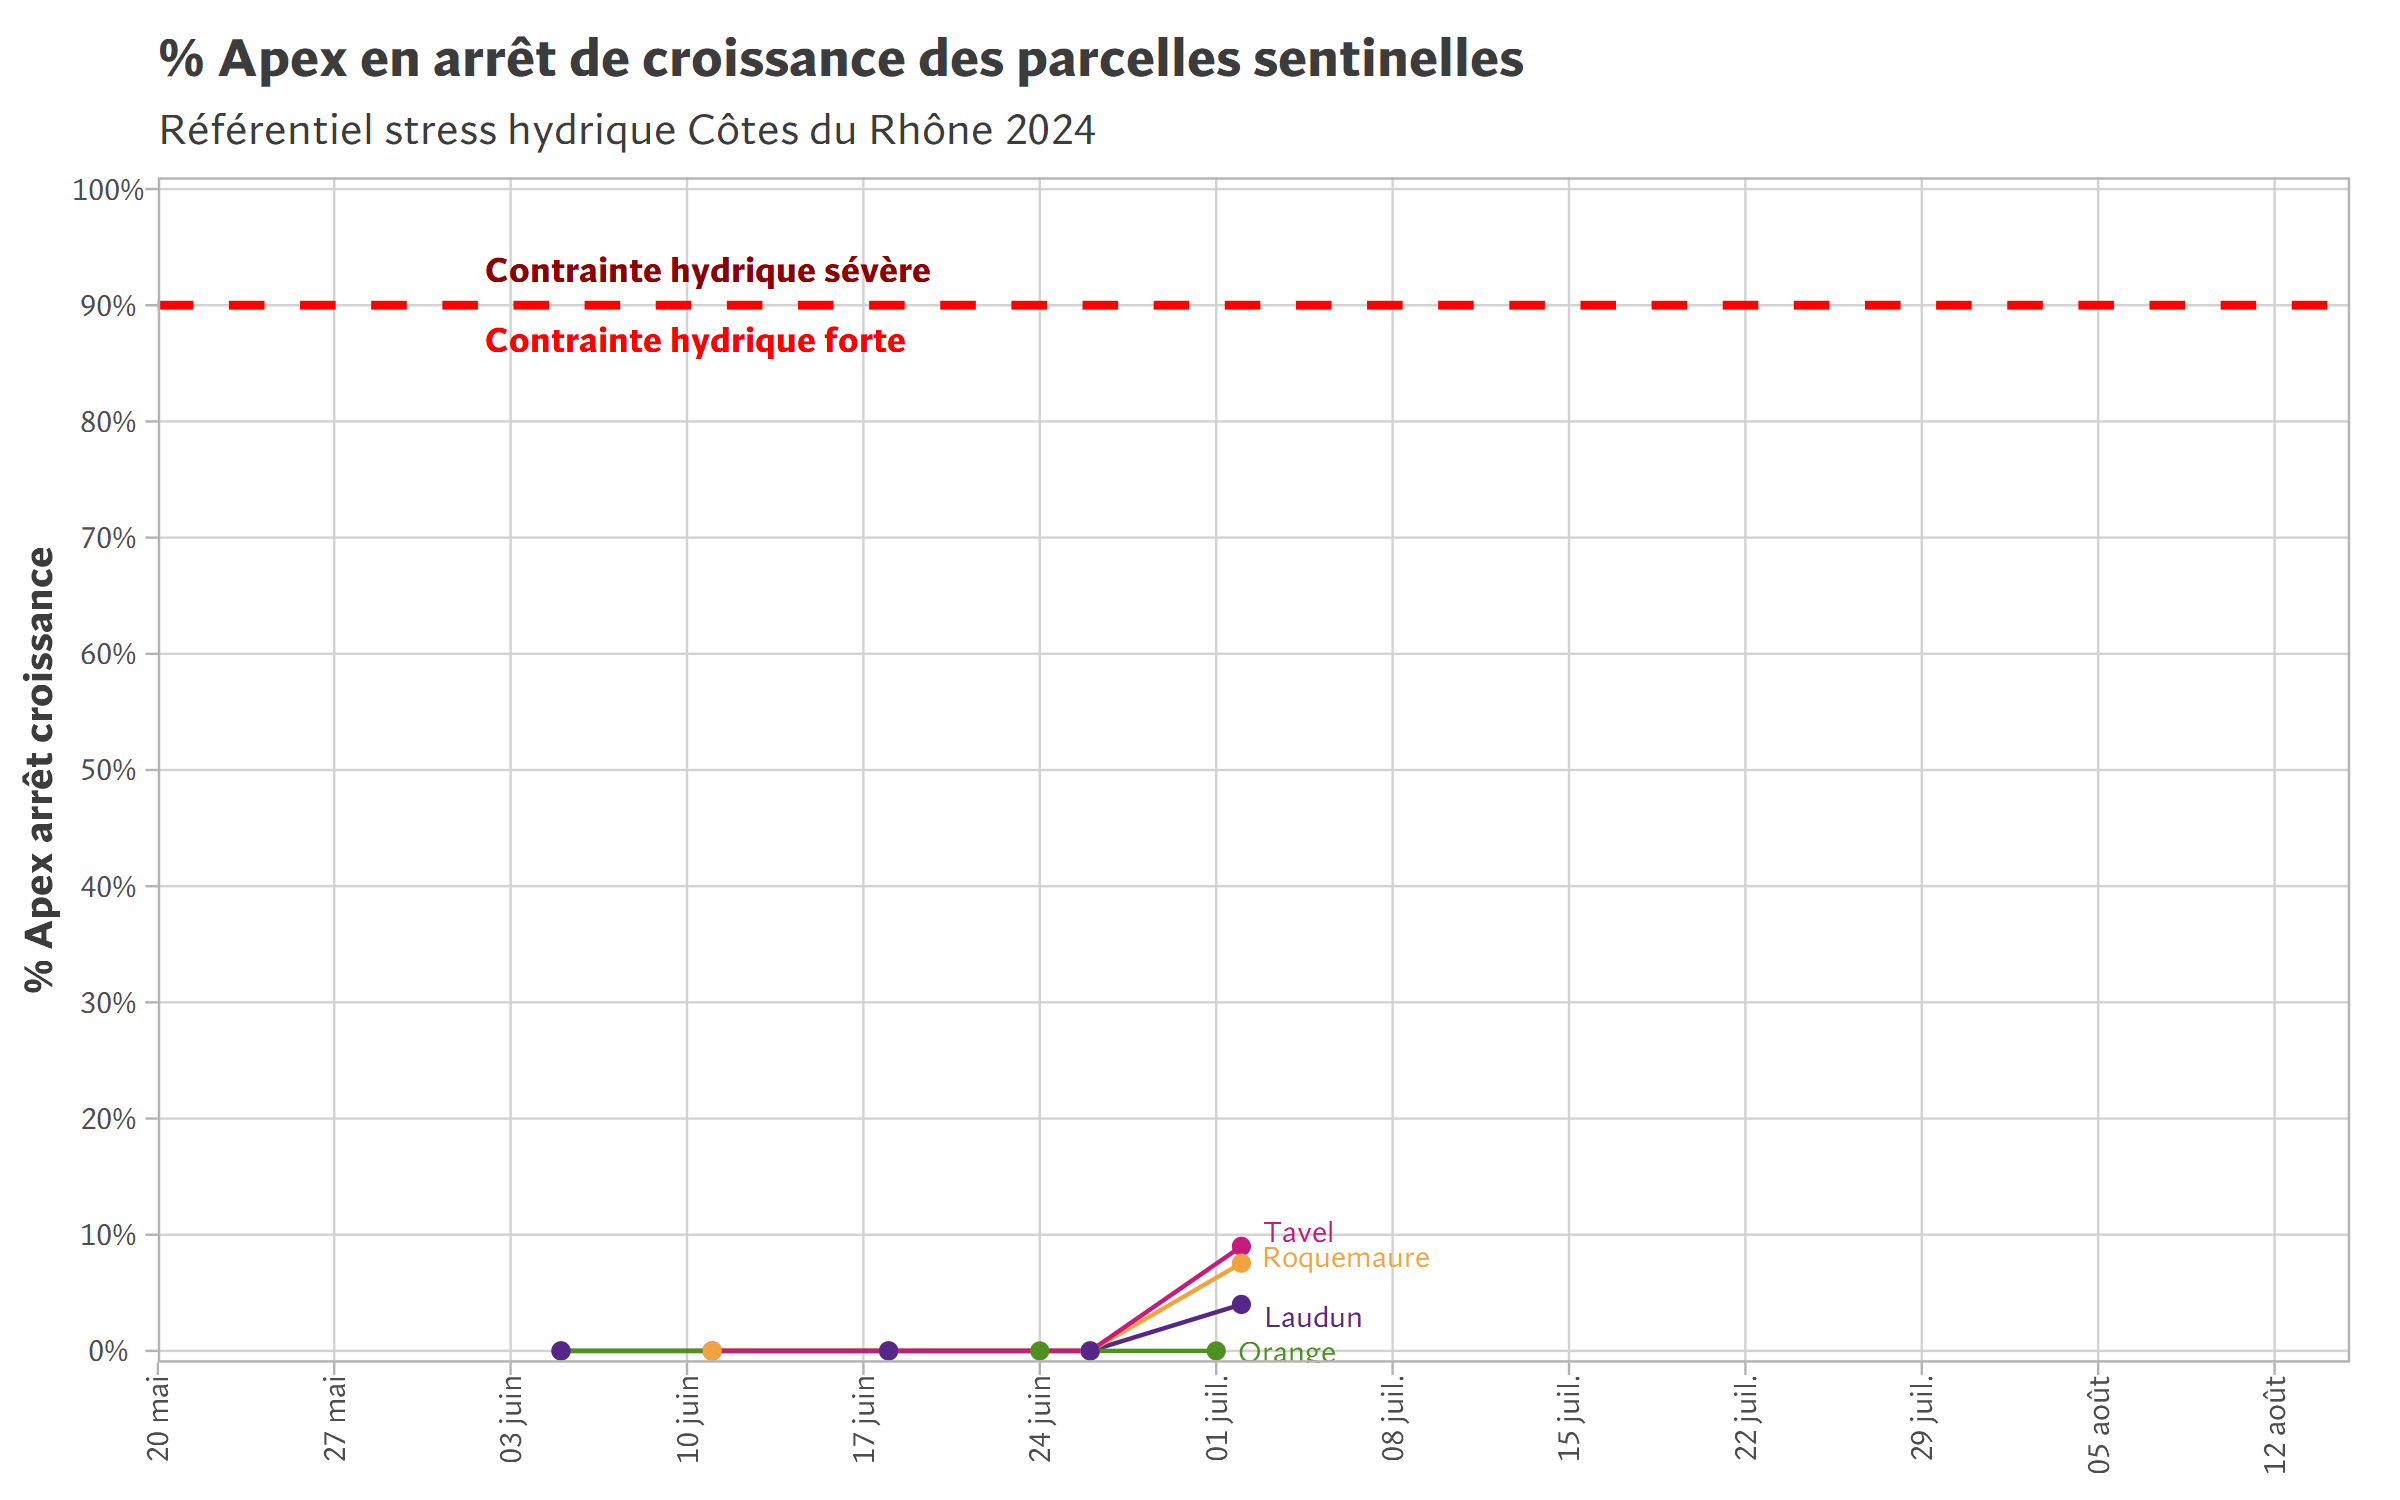 % Apex en arrêt de croissance des parcelles sentinelles
Référentiel stress hydrique Côtes du Rhône 2024
% Apex arrêt croissance
100%
90%
80%
70%
60%
50%
40%
30%
20%
10%
0%
Contrainte hydrique sévère
Contrainte hydrique forte
Tavel
Roquemaure
Laudun
Orange
20 mai
27 mai
03 juin
10 juin
17 juin
24 juin
01 juil.
08 juil.
15 juil.
22 juil.
29 juil.
05 août
12 août